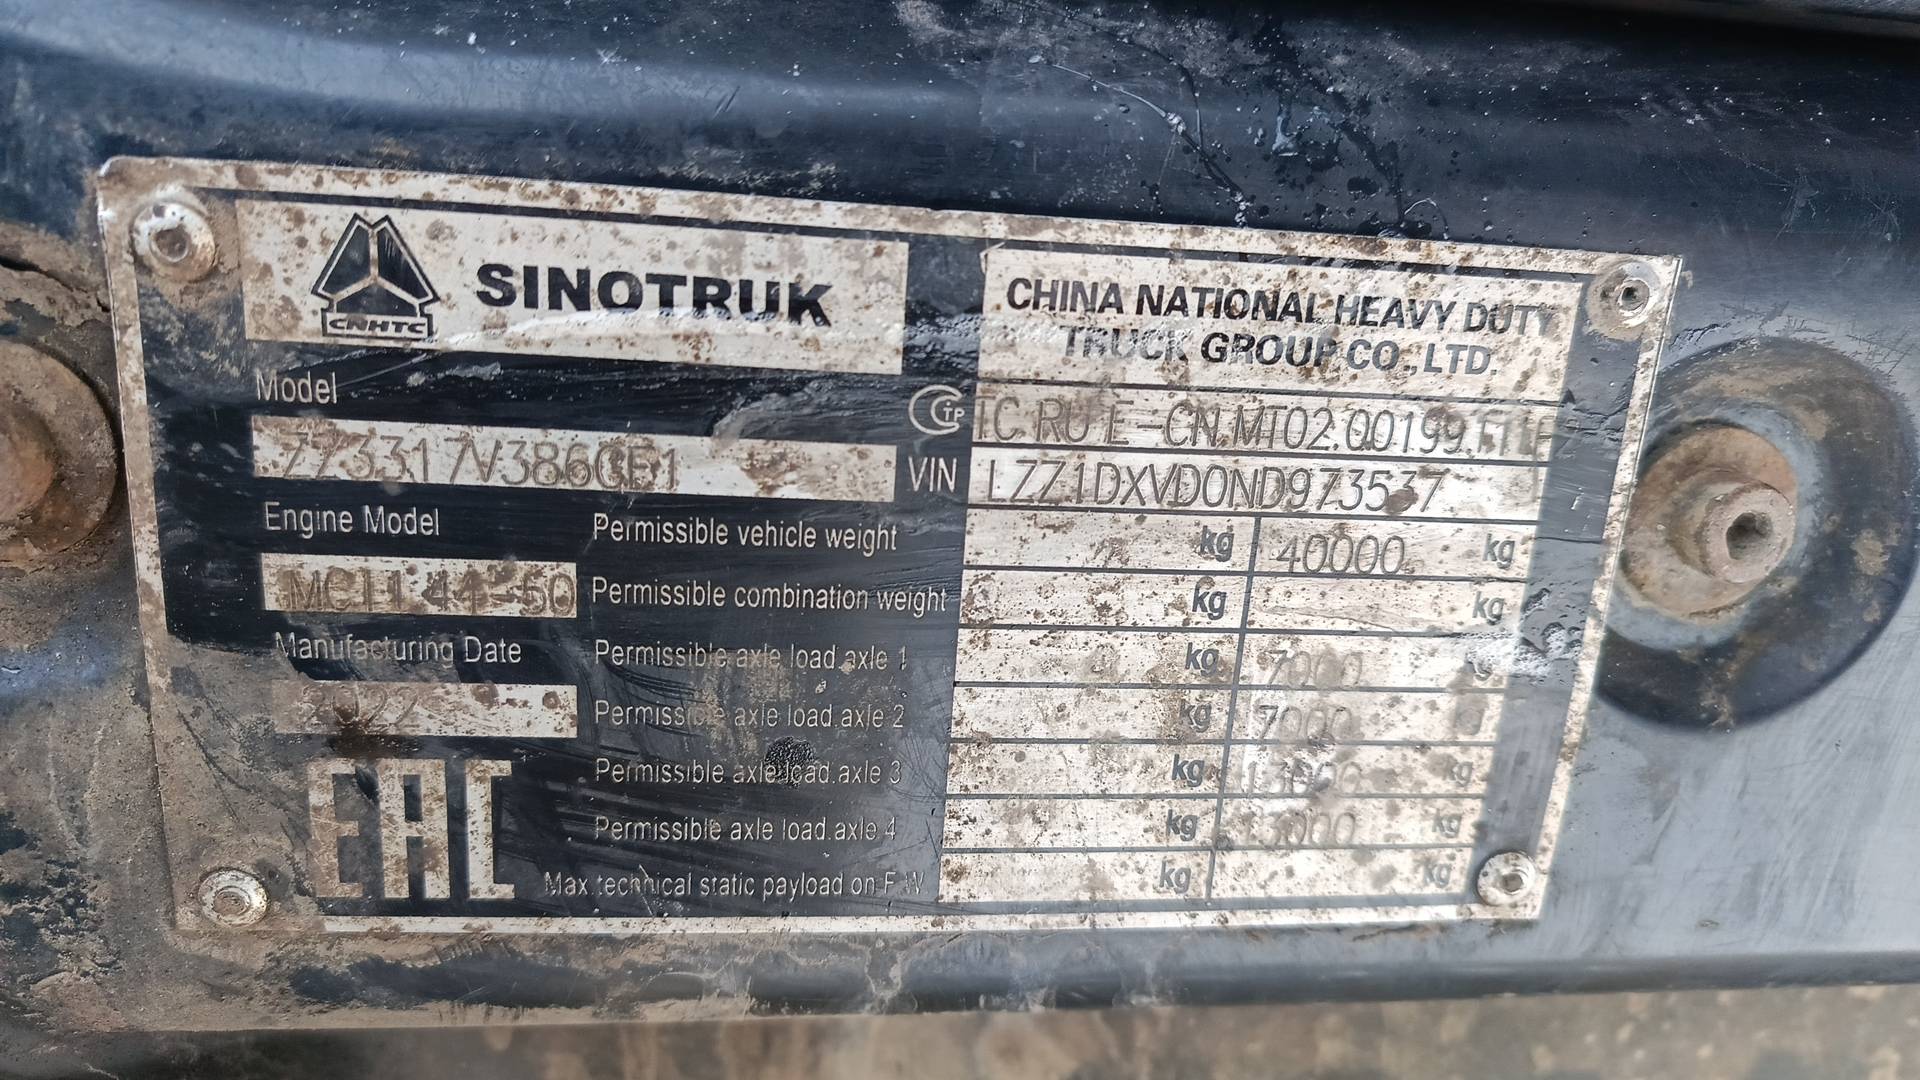 CNHTC
SINOTRUK
CHINA NATIONAL HEAVY DUTY
TRUCK GROUP CO., LTD.
Model
TC RU E-CN.MT02.00199
ZZ3317V386GE1
VIN LZZ1DXVD0ND973537
Engine Model
Permissible vehicle weight kg 40000 kg
MC11.44-50
Permissible combination weight kg kg
Manufacturing Date
Permissible axle load.axle 1 kg 7000 kg
2022
Permissible axle load.axle 2 kg 7000
Permissible axle load.axle 3 kg 13000 kg
EAC
Permissible axle load.axle 4 kg 13000 kg
Max.technical static payload on F.W kg kg